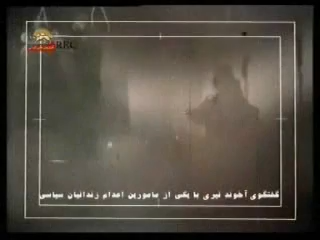 گفتگوی آخوند نیری با یکی از مامورین اعدام زندانیان سیاسی